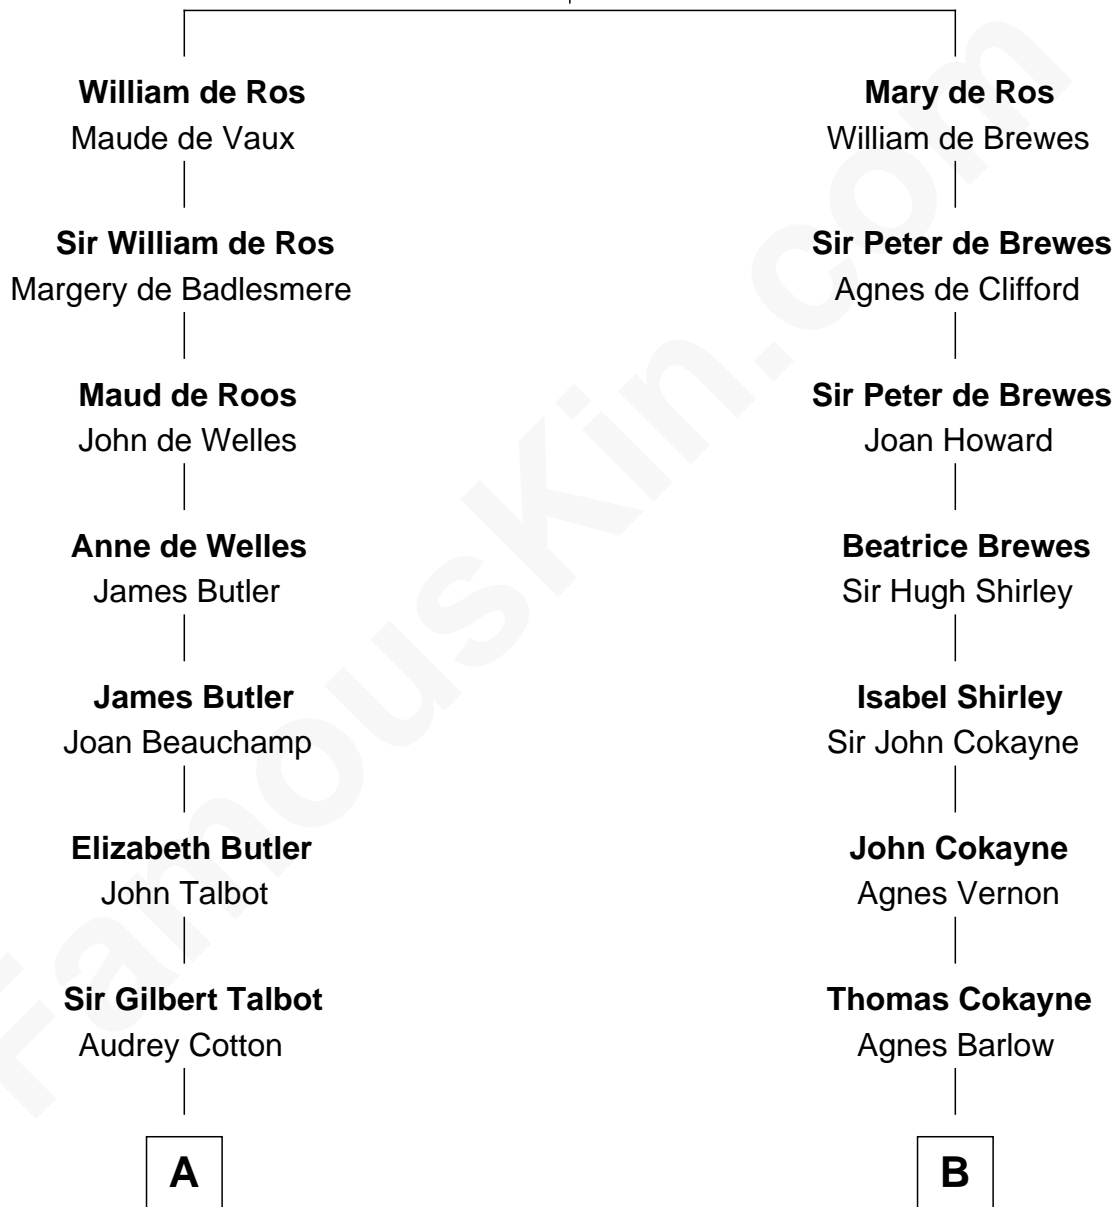 William de Ros
Maude de Vaux
Mary de Ros
William de Brewes
Sir William de Ros
Margery de Badlesmere
Sir Peter de Brewes
Agnes de Clifford
Maud de Roos
John de Welles
Sir Peter de Brewes
Joan Howard
Anne de Welles
James Butler
Beatrice Brewes
Sir Hugh Shirley
James Butler
Joan Beauchamp
Isabel Shirley
Sir John Cokayne
Elizabeth Butler
John Talbot
John Cokayne
Agnes Vernon
Sir Gilbert Talbot
Audrey Cotton
Thomas Cokayne
Agnes Barlow
A
B
FamousKin.com